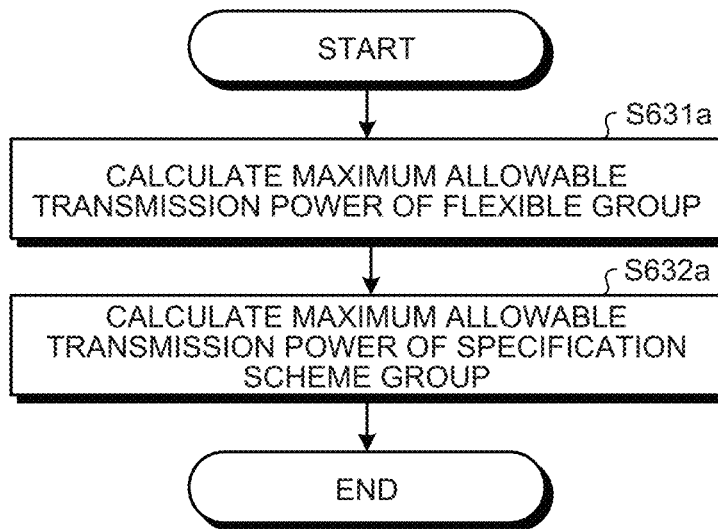 START
S631a
CALCULATE MAXIMUM ALLOWABLE
TRANSMISSION POWER OF FLEXIBLE GROUP
S632a
CALCULATE MAXIMUM ALLOWABLE
TRANSMISSION POWER OF SPECIFICATION
SCHEME GROUP
END